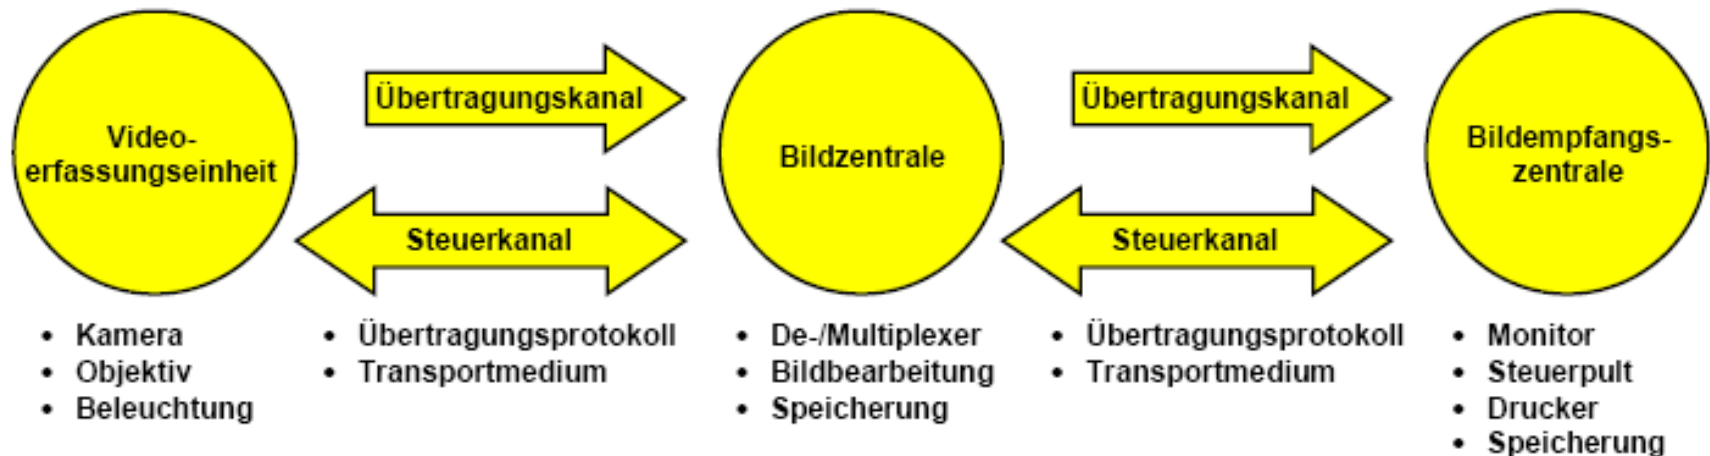 Video-
erfassungseinheit
Übertragungskanal
Steuerkanal
Bildzentrale
Übertragungskanal
Steuerkanal
Bildempfangs-
zentrale
• Kamera
• Objektiv
• Beleuchtung
• Übertragungsprotokoll
• Transportmedium
• De-/Multiplexer
• Bildbearbeitung
• Speicherung
• Übertragungsprotokoll
• Transportmedium
• Monitor
• Steuerpult
• Drucker
• Speicherung